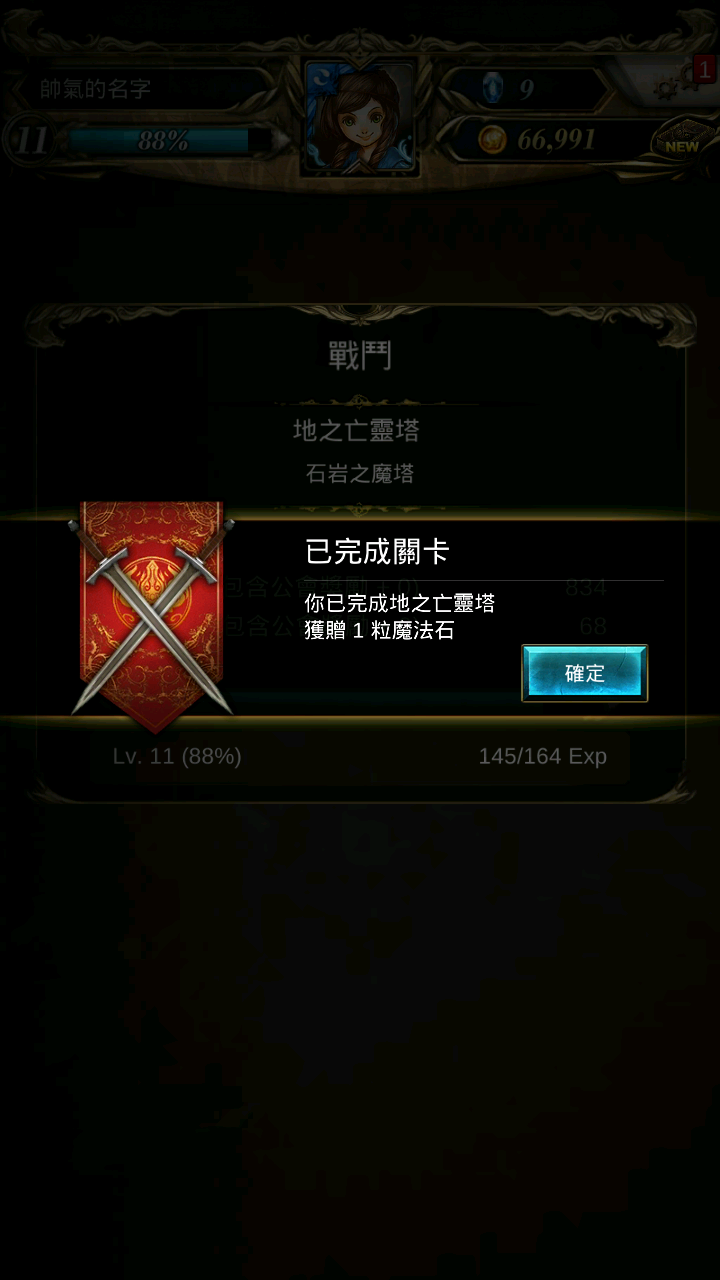 帥氣的名字
9
1
11
88%
66,991
NEW
戰鬥
地之亡靈塔
石岩之魔塔
已完成關卡
834
你已完成地之亡靈塔
68
獲贈 1 粒魔法石
確定
Lv. 11 (88%)
145/164 Exp